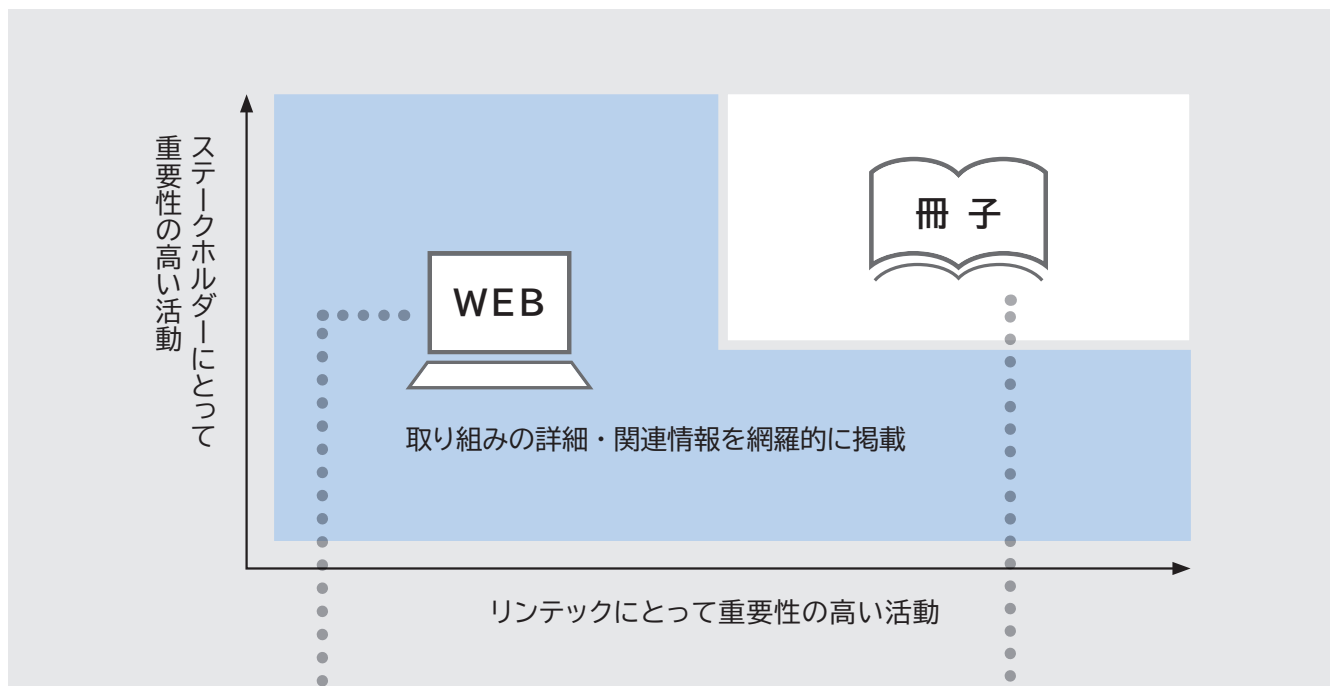 ステークホルダーにとって
重要性の高い活動
冊 子
WEB
取り組みの詳細・関連情報を網羅的に掲載
リンテックにとって重要性の高い活動